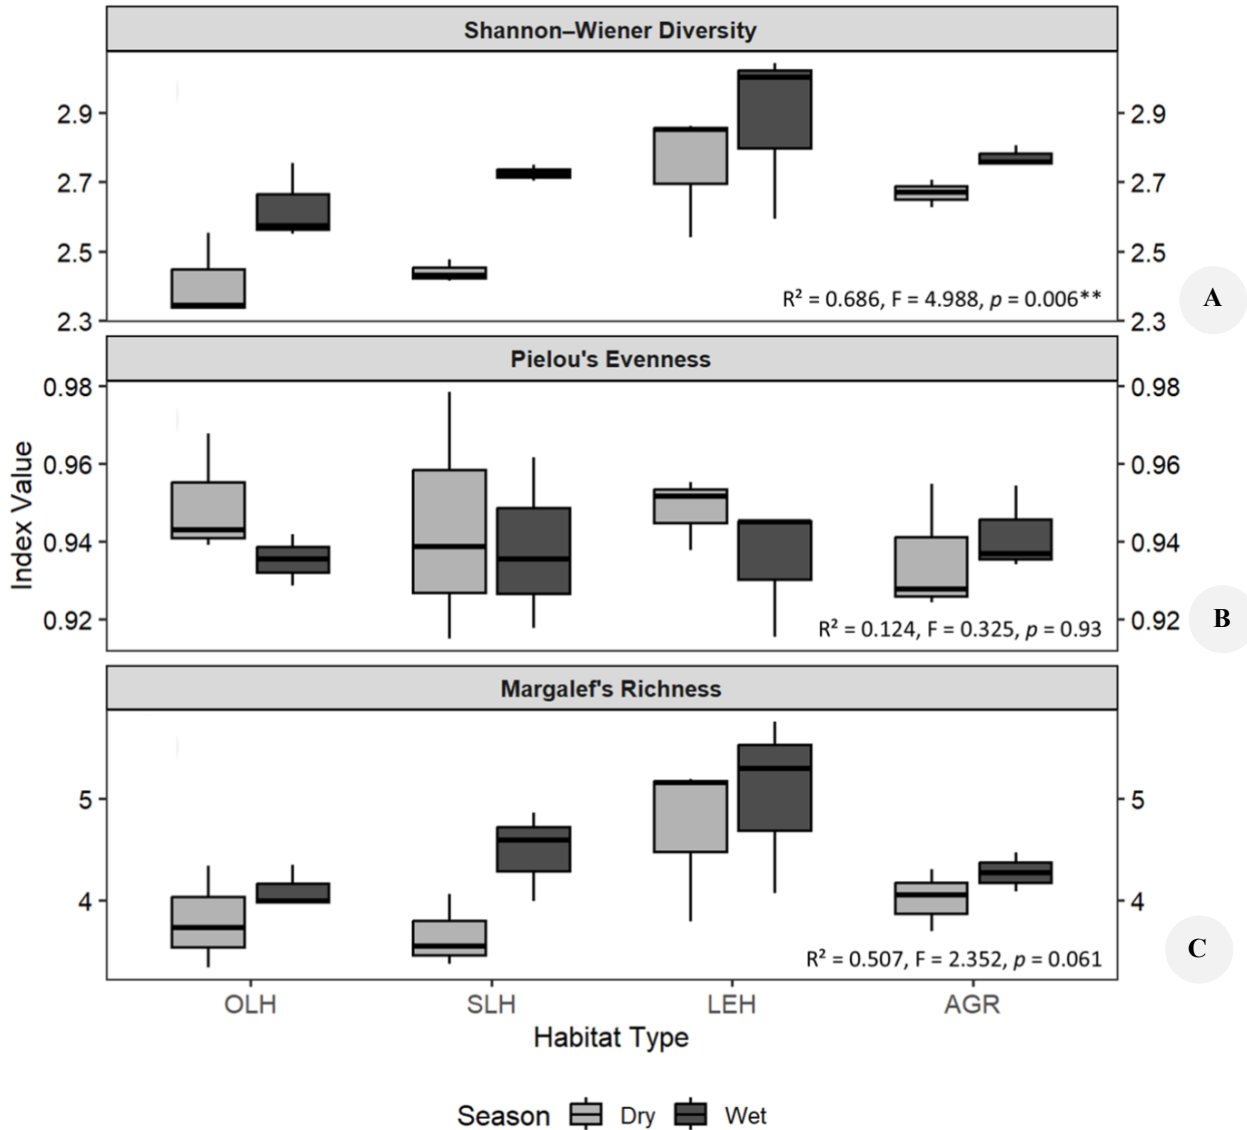 Shannon–Wiener Diversity
2.9 2.9
2.7 2.7
2.5 2.5
R² = 0.686, F = 4.988, p = 0.006**
A
2.3 2.3
Pielou's Evenness
0.98 0.98
0.96 0.96
Index Value
0.94 0.94
0.92 0.92
B
R² = 0.124, F = 0.325, p = 0.93
Margalef's Richness
5 5
4 4
C
R² = 0.507, F = 2.352, p = 0.061
OLH SLH LEH AGR
Habitat Type
Season Dry Wet